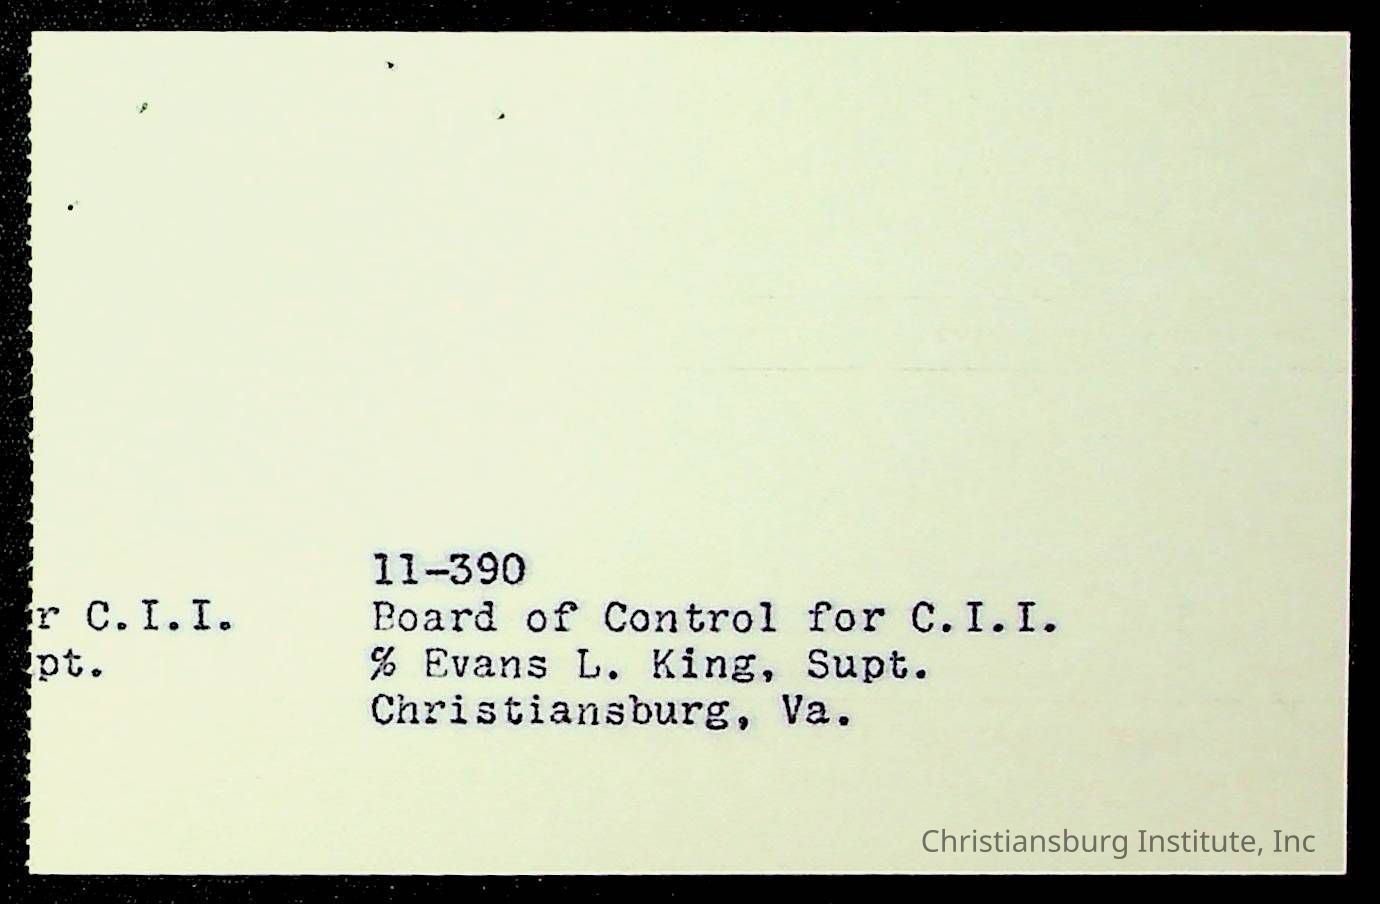 11-390
r C.I.I. Board of Control for C.I.I.
pt. % Evans L. King, Supt.
Christiansburg, Va.
Christiansburg Institute, Inc